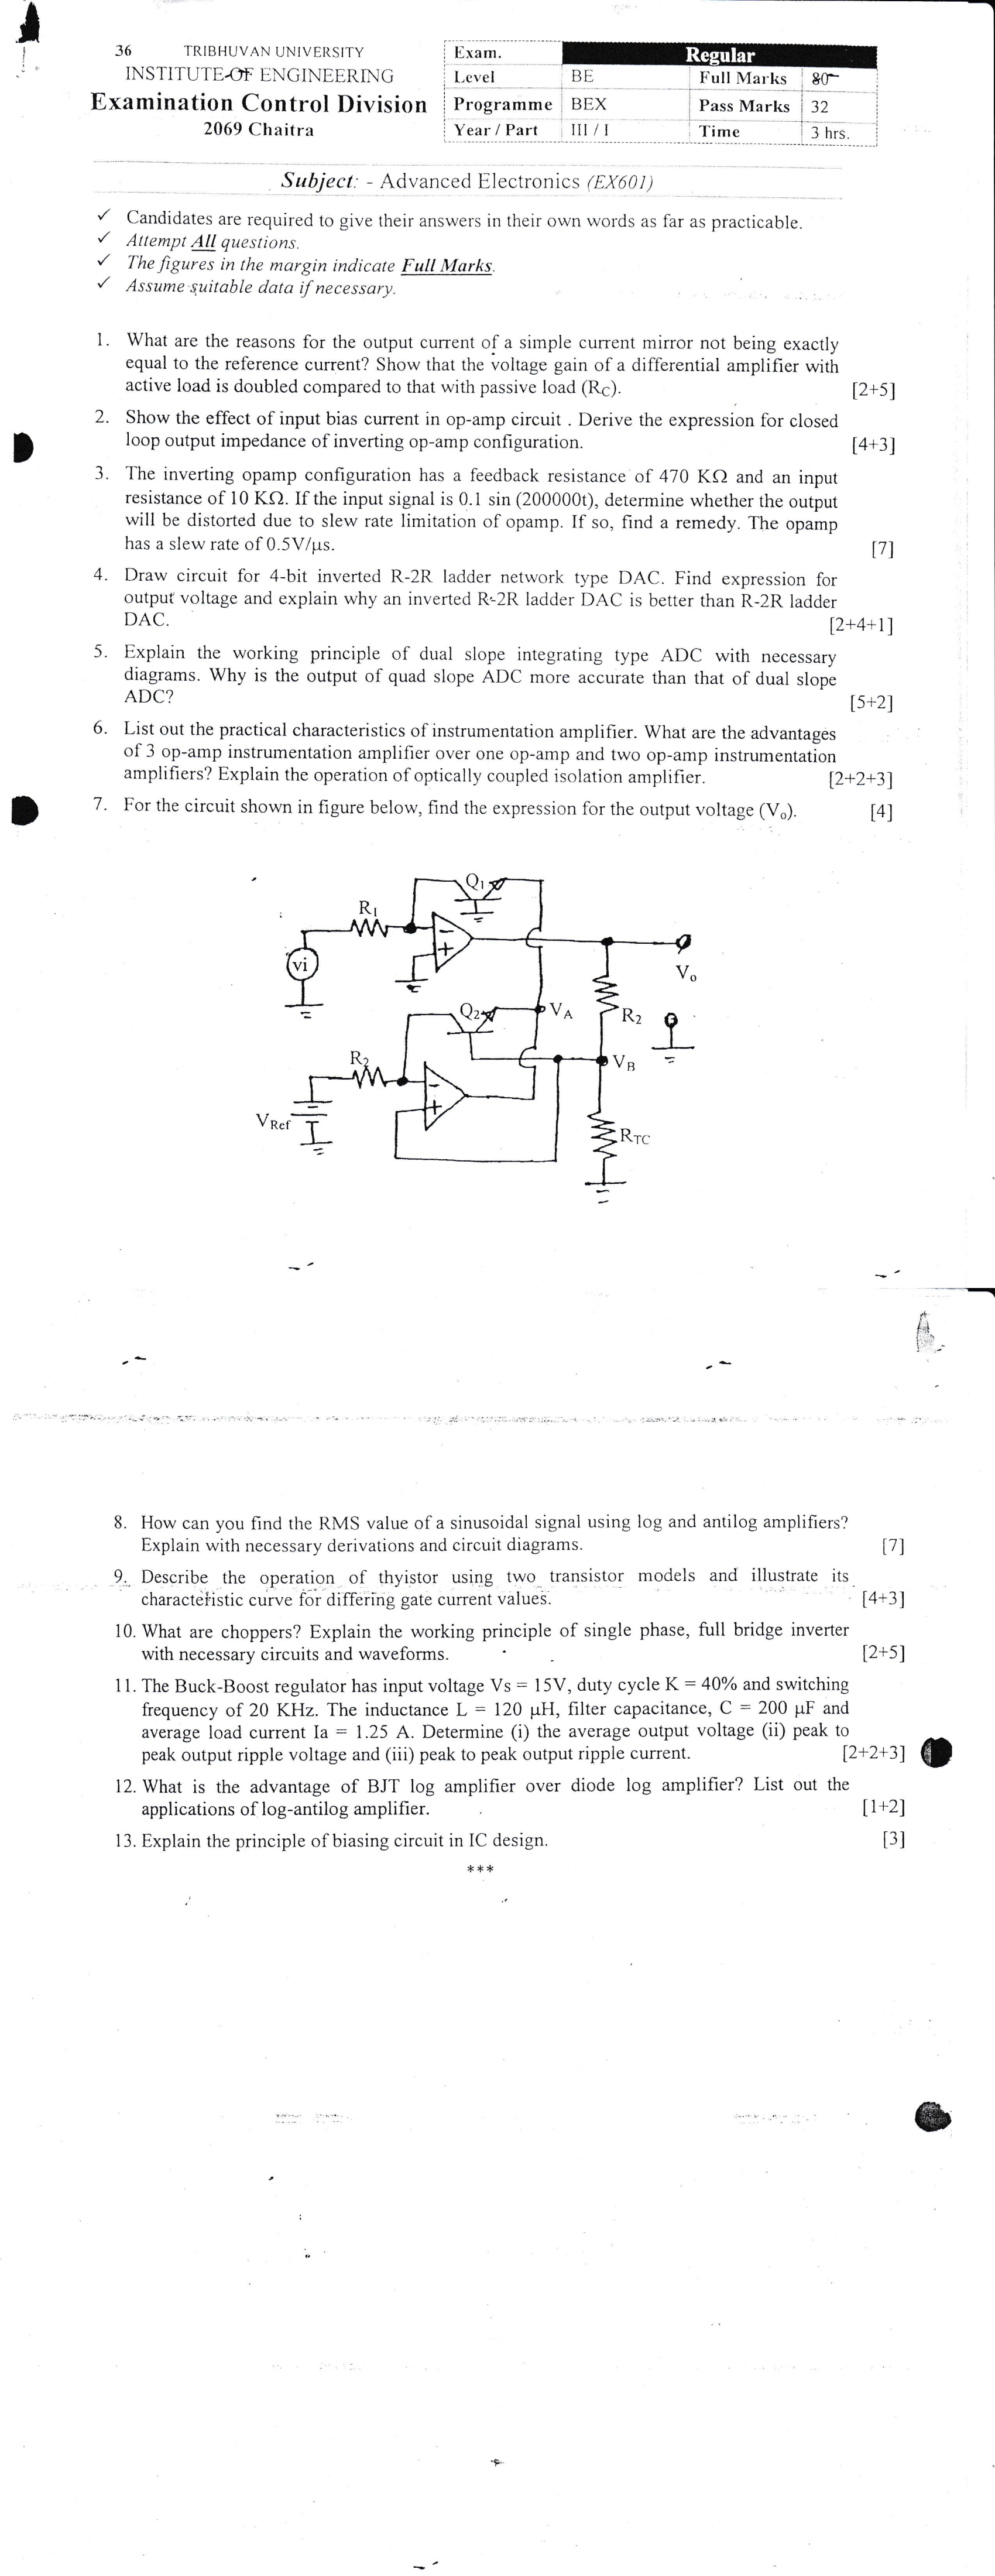 36 TRIBHUVAN UNIVERSITY
INSTITUTE OF ENGINEERING
Examination Control Division
2069 Chaitra
Exam. Regular
Level BE Full Marks 80
Programme BEX Pass Marks 32
Year / Part III / I Time 3 hrs.
Subject: - Advanced Electronics (EX601)
✓ Candidates are required to give their answers in their own words as far as practicable.
✓ Attempt All questions.
✓ The figures in the margin indicate Full Marks.
✓ Assume suitable data if necessary.
1. What are the reasons for the output current of a simple current mirror not being exactly
equal to the reference current? Show that the voltage gain of a differential amplifier with
active load is doubled compared to that with passive load (RC). [2+5]
2. Show the effect of input bias current in op-amp circuit . Derive the expression for closed
loop output impedance of inverting op-amp configuration. [4+3]
3. The inverting opamp configuration has a feedback resistance of 470 KΩ and an input
resistance of 10 KΩ. If the input signal is 0.1 sin (200000t), determine whether the output
will be distorted due to slew rate limitation of opamp. If so, find a remedy. The opamp
has a slew rate of 0.5V/μs. [7]
4. Draw circuit for 4-bit inverted R-2R ladder network type DAC. Find expression for
output voltage and explain why an inverted R-2R ladder DAC is better than R-2R ladder
DAC. [2+4+1]
5. Explain the working principle of dual slope integrating type ADC with necessary
diagrams. Why is the output of quad slope ADC more accurate than that of dual slope
ADC? [5+2]
6. List out the practical characteristics of instrumentation amplifier. What are the advantages
of 3 op-amp instrumentation amplifier over one op-amp and two op-amp instrumentation
amplifiers? Explain the operation of optically coupled isolation amplifier. [2+2+3]
7. For the circuit shown in figure below, find the expression for the output voltage (Vo). [4]
Q1
R1
vi
Vo
R2
Q2
VA
VB
R2
VRef
RTC
8. How can you find the RMS value of a sinusoidal signal using log and antilog amplifiers?
Explain with necessary derivations and circuit diagrams. [7]
9. Describe the operation of thyistor using two transistor models and illustrate its
characteristic curve for differing gate current values. [4+3]
10. What are choppers? Explain the working principle of single phase, full bridge inverter
with necessary circuits and waveforms. [2+5]
11. The Buck-Boost regulator has input voltage Vs = 15V, duty cycle K = 40% and switching
frequency of 20 KHz. The inductance L = 120 μH, filter capacitance, C = 200 μF and
average load current Ia = 1.25 A. Determine (i) the average output voltage (ii) peak to
peak output ripple voltage and (iii) peak to peak output ripple current. [2+2+3]
12. What is the advantage of BJT log amplifier over diode log amplifier? List out the
applications of log-antilog amplifier. [1+2]
13. Explain the principle of biasing circuit in IC design. [3]
***